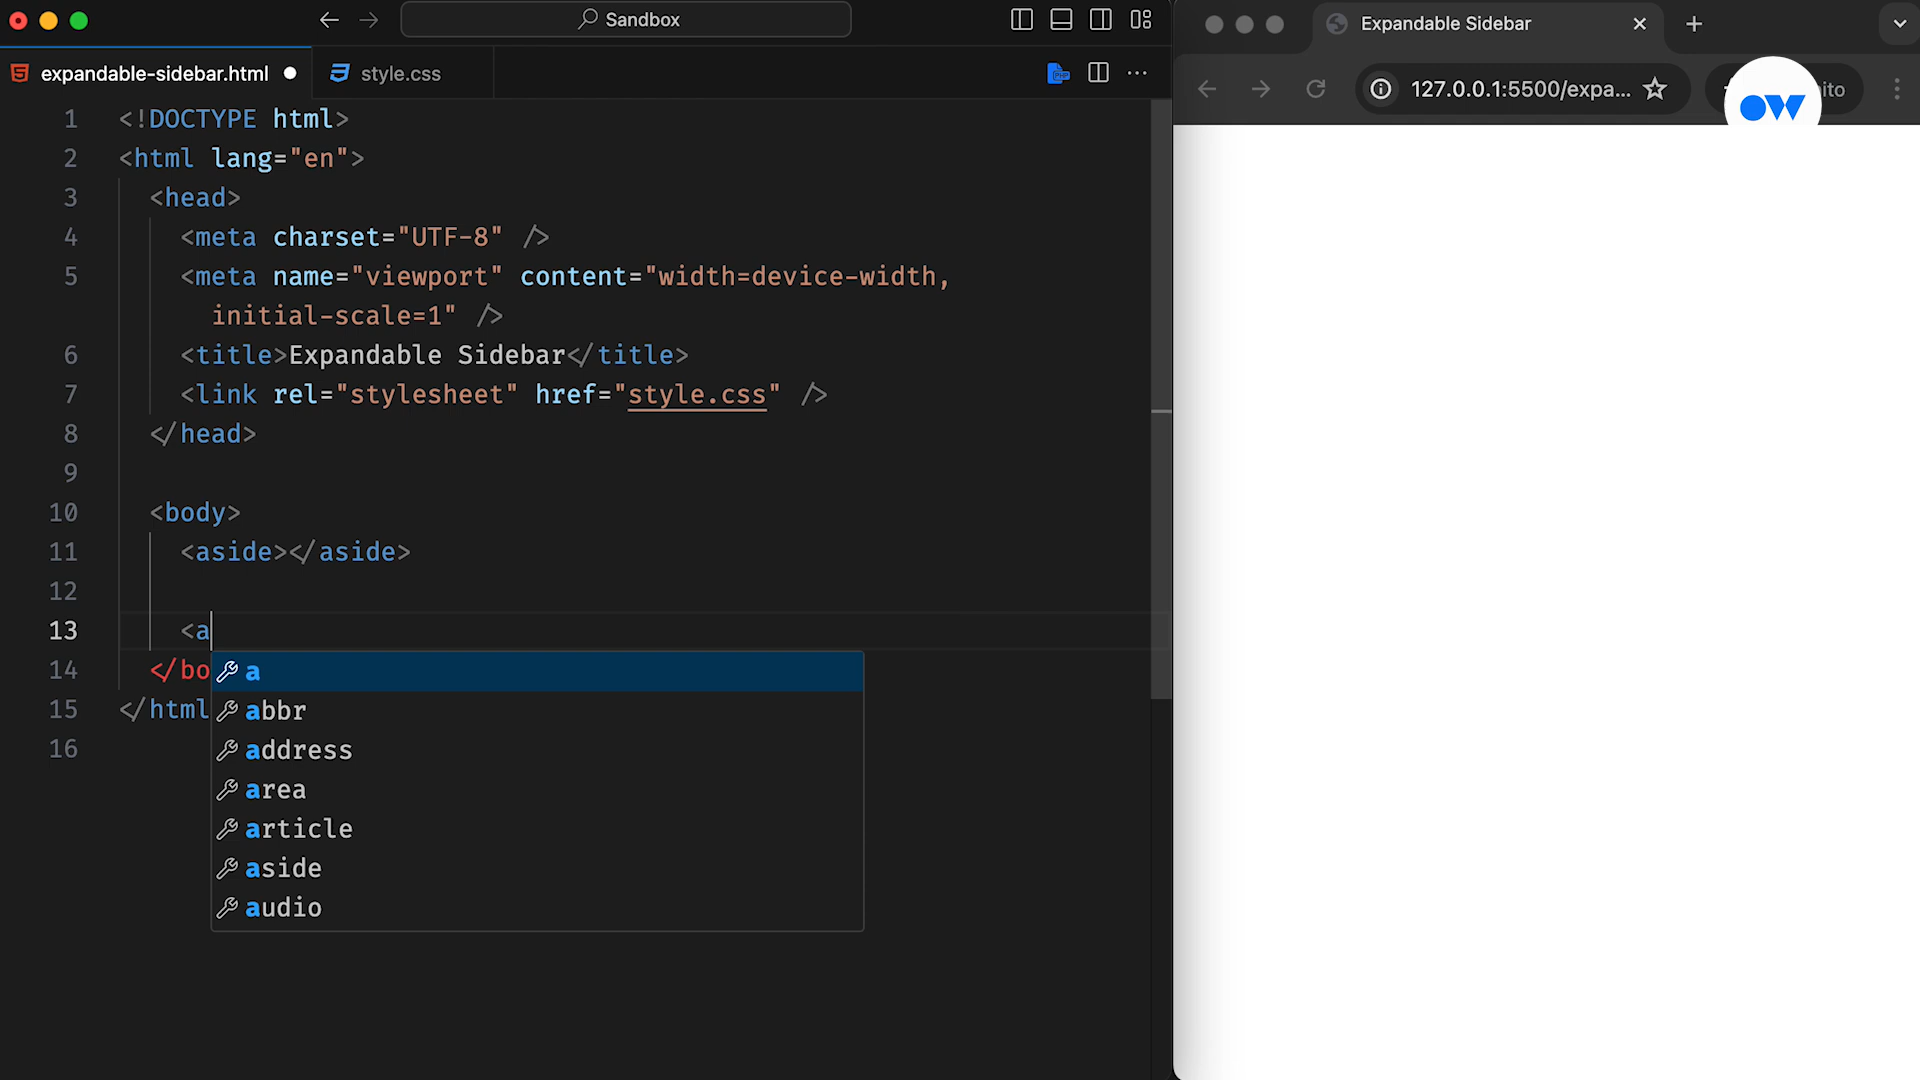 Sandbox
expandable-sidebar.html
style.css
1 <!DOCTYPE html>
2 <html lang="en">
3 <head>
4 <meta charset="UTF-8" />
5 <meta name="viewport" content="width=device-width,
initial-scale=1" />
6 <title>Expandable Sidebar</title>
7 <link rel="stylesheet" href="style.css" />
8 </head>
9
10 <body>
11 <aside></aside>
12
13 <a
14 </bo
15 </html
16
a
abbr
address
area
article
aside
audio
Expandable Sidebar
127.0.0.1:5500/expa...
ito
OW